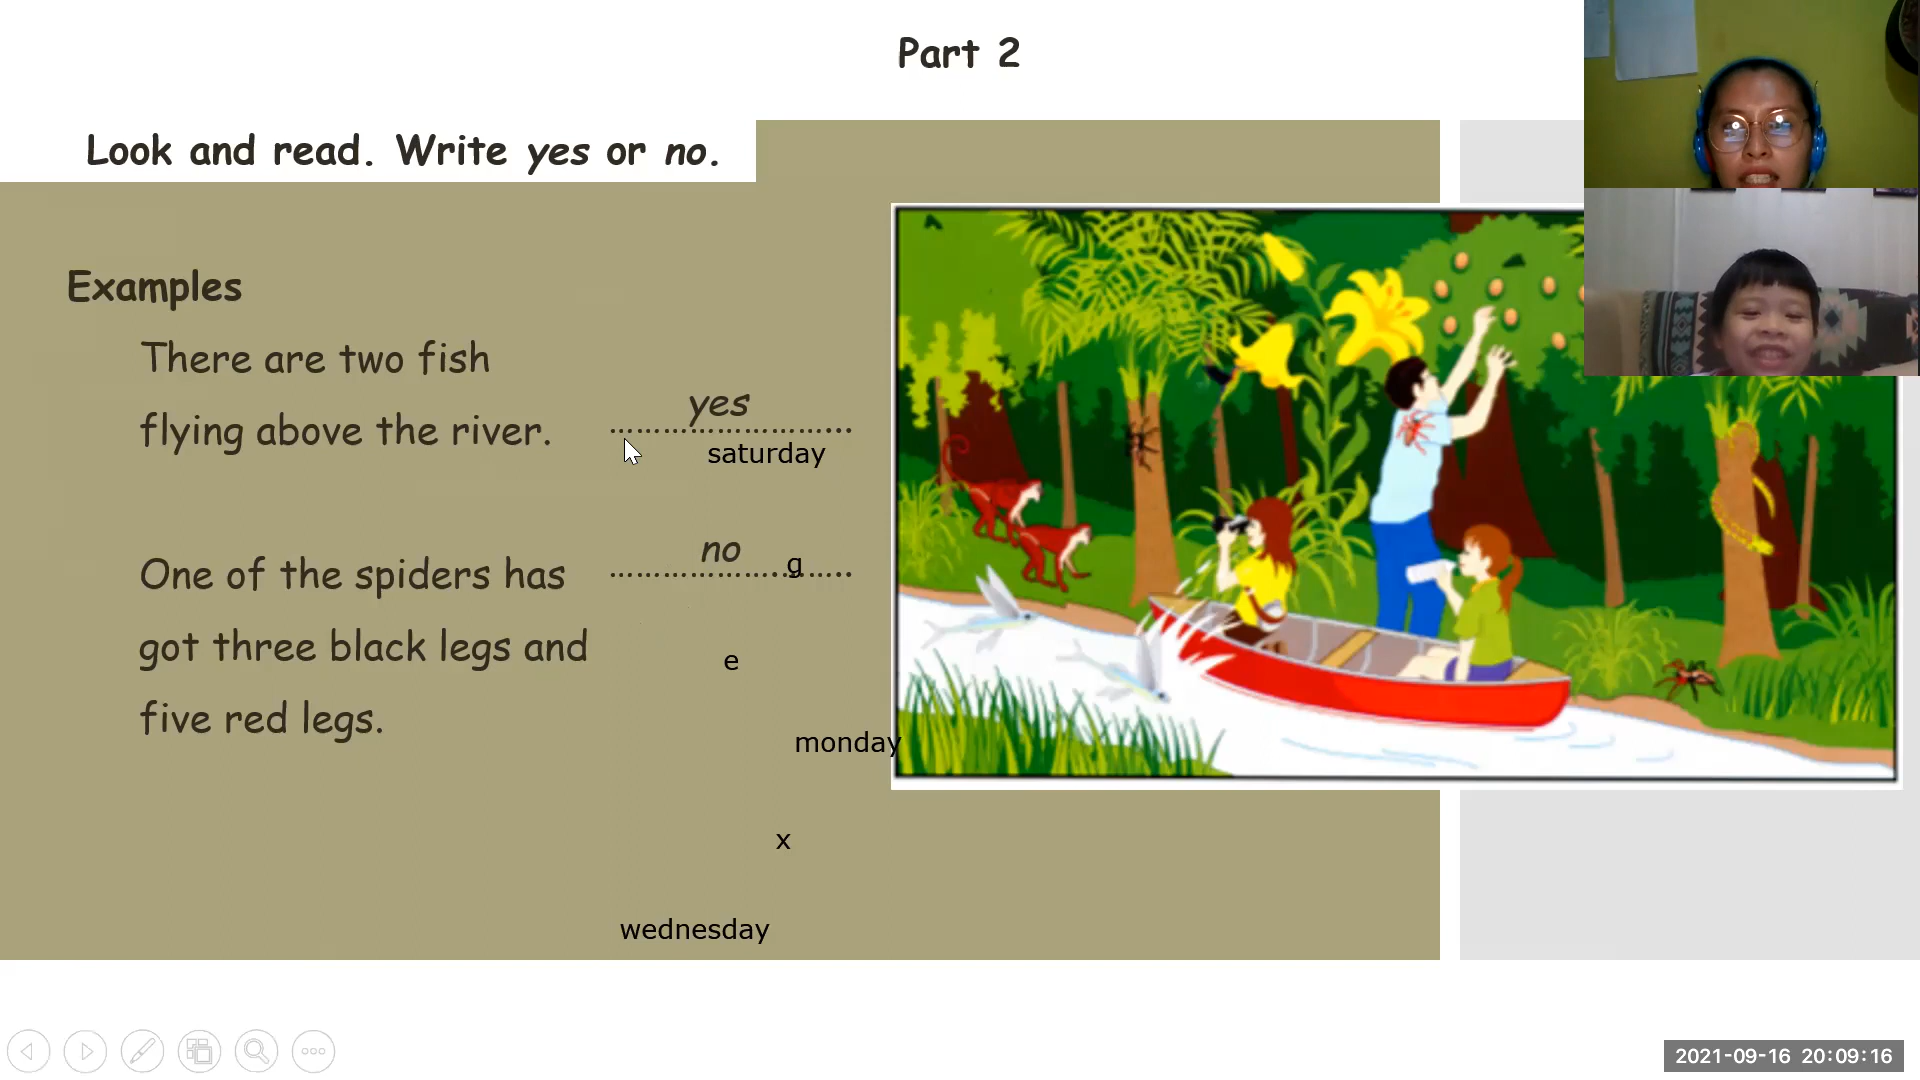 Part 2
Look and read. Write yes or no.
Examples
There are two fish
flying above the river.
yes
saturday
One of the spiders has
got three black legs and
five red legs.
no
g
e
monday
x
wednesday
2021-09-16 20:09:16